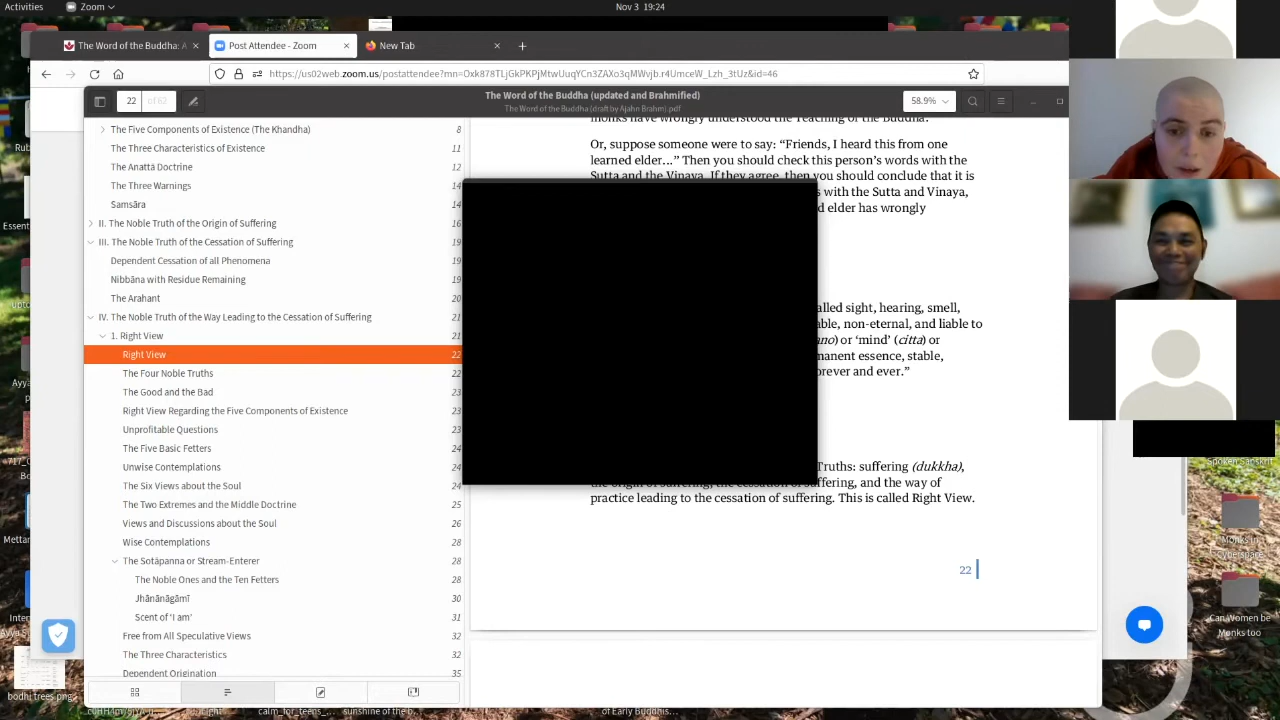 Activities
Zoom
Nov 3 19:24
The Word of the Buddha: A
Post Attendee - Zoom
New Tab
https://us02web.zoom.us/postattendee?mn=Oxk878TLjGkPKPjMtwUuqYCn3ZAXo3qMWvjb.r4UmceW_Lzh_3tUz&id=46
22 of 62
The Word of the Buddha (updated and Brahmified)
The Word of the Buddha (draft by Ajahn Brahm).pdf
58.9%
The Five Components of Existence (The Khandha) 8
The Three Characteristics of Existence 11
The Anattā Doctrine 12
The Three Warnings 14
Saṁsāra 14
II. The Noble Truth of the Origin of Suffering 16
III. The Noble Truth of the Cessation of Suffering 19
Dependent Cessation of all Phenomena 19
Nibbāna with Residue Remaining 19
The Arahant 20
IV. The Noble Truth of the Way Leading to the Cessation of Suffering 21
1. Right View 21
Right View 22
The Four Noble Truths 22
The Good and the Bad 23
Right View Regarding the Five Components of Existence 23
Unprofitable Questions 23
The Five Basic Fetters 24
Unwise Contemplations 24
The Six Views about the Soul 24
The Two Extremes and the Middle Doctrine 25
Views and Discussions about the Soul 26
Wise Contemplations 28
The Sotāpanna or Stream-Enterer 28
The Noble Ones and the Ten Fetters 28
Jhānānāgāmī 30
Scent of 'I am' 31
Free from All Speculative Views 32
The Three Characteristics 32
Dependent Origination 35
monks have wrongly understood the Teaching of the Buddha.
Or, suppose someone were to say: “Friends, I heard this from one
learned elder...” Then you should check this person’s words with the
Sutta and the Vinaya. If they agree, then you should conclude that it is
s with the Sutta and Vinaya,
d elder has wrongly
alled sight, hearing, smell,
able, non-eternal, and liable to
ano) or ‘mind’ (citta) or
manent essence, stable,
orever and ever.”
Truths: suffering (dukkha),
the origin of suffering, the cessation of suffering, and the way of
practice leading to the cessation of suffering. This is called Right View.
22
Essent
Mettar
Inter
Ayya S
bodhi trees png
calm_for_teens_...
sunshine of the b...
of Early Buddhis...
Spoken Sanskrit
Monks in
Cyberspace
Can Women be
Monks too